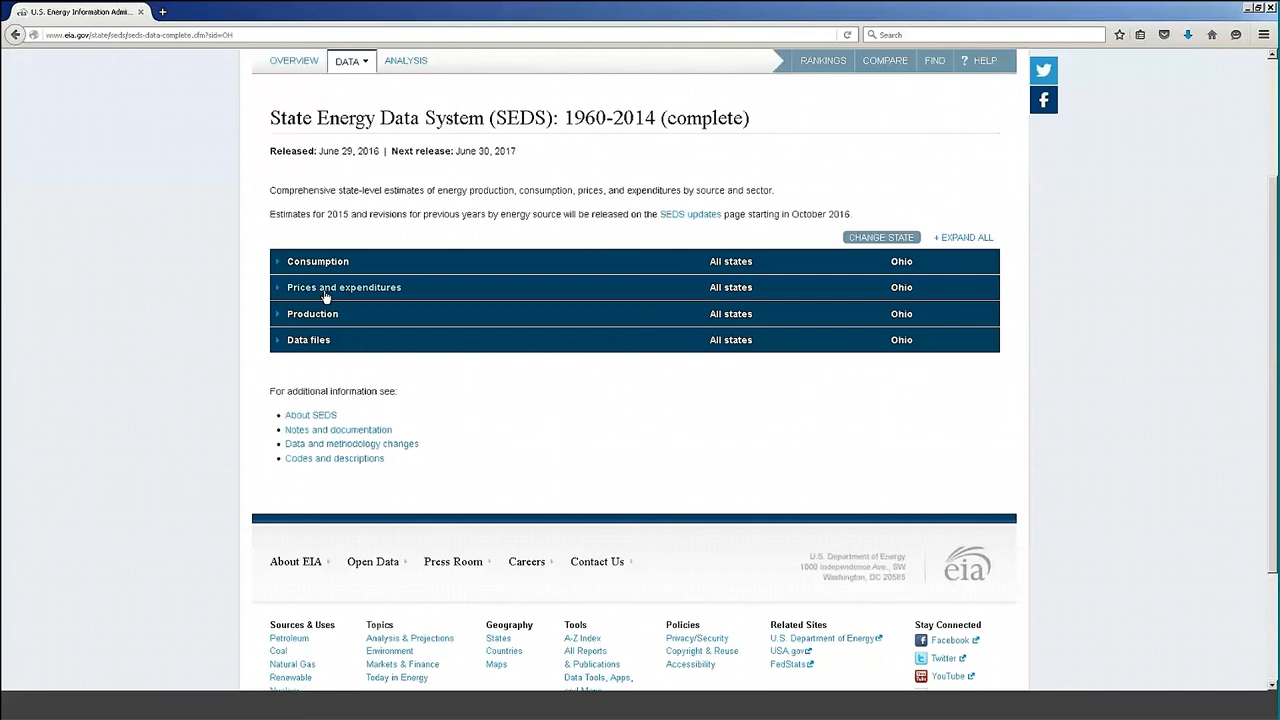 U.S. Energy Information Admi...
www.eia.gov/state/seds/seds-data-complete.cfm?sid=OH
Search
OVERVIEW DATA ANALYSIS RANKINGS COMPARE FIND ? HELP
State Energy Data System (SEDS): 1960-2014 (complete)
Released: June 29, 2016 | Next release: June 30, 2017
Comprehensive state-level estimates of energy production, consumption, prices, and expenditures by source and sector.
Estimates for 2015 and revisions for previous years by energy source will be released on the SEDS updates page starting in October 2016.
CHANGE STATE + EXPAND ALL
Consumption All states Ohio
Prices and expenditures All states Ohio
Production All states Ohio
Data files All states Ohio
For additional information see:
• About SEDS
• Notes and documentation
• Data and methodology changes
• Codes and descriptions
About EIA Open Data Press Room Careers Contact Us
U.S. Department of Energy
1000 Independence Ave., SW
Washington, DC 20585
eia
Sources & Uses Topics Geography Tools Policies Related Sites Stay Connected
Petroleum Analysis & Projections States A-Z Index Privacy/Security U.S. Department of Energy Facebook
Coal Environment Countries All Reports Copyright & Reuse USA.gov Twitter
Natural Gas Markets & Finance Maps & Publications Accessibility FedStats YouTube
Renewable Today in Energy Data Tools, Apps,